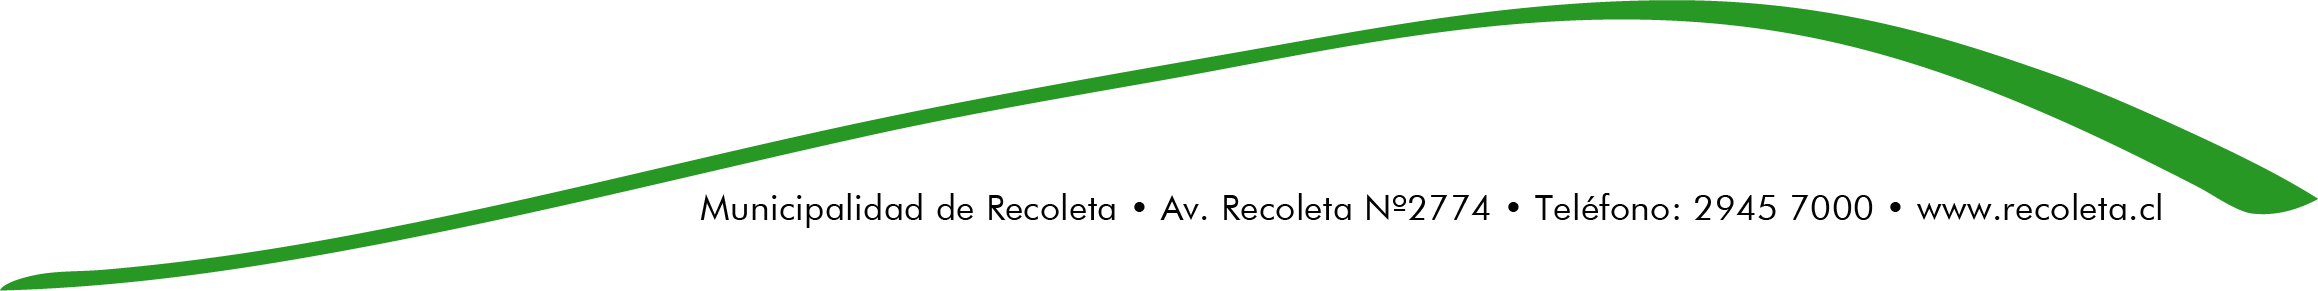 Municipalidad de Recoleta • Av. Recoleta Nº2774 • Teléfono: 2945 7000 • www.recoleta.cl